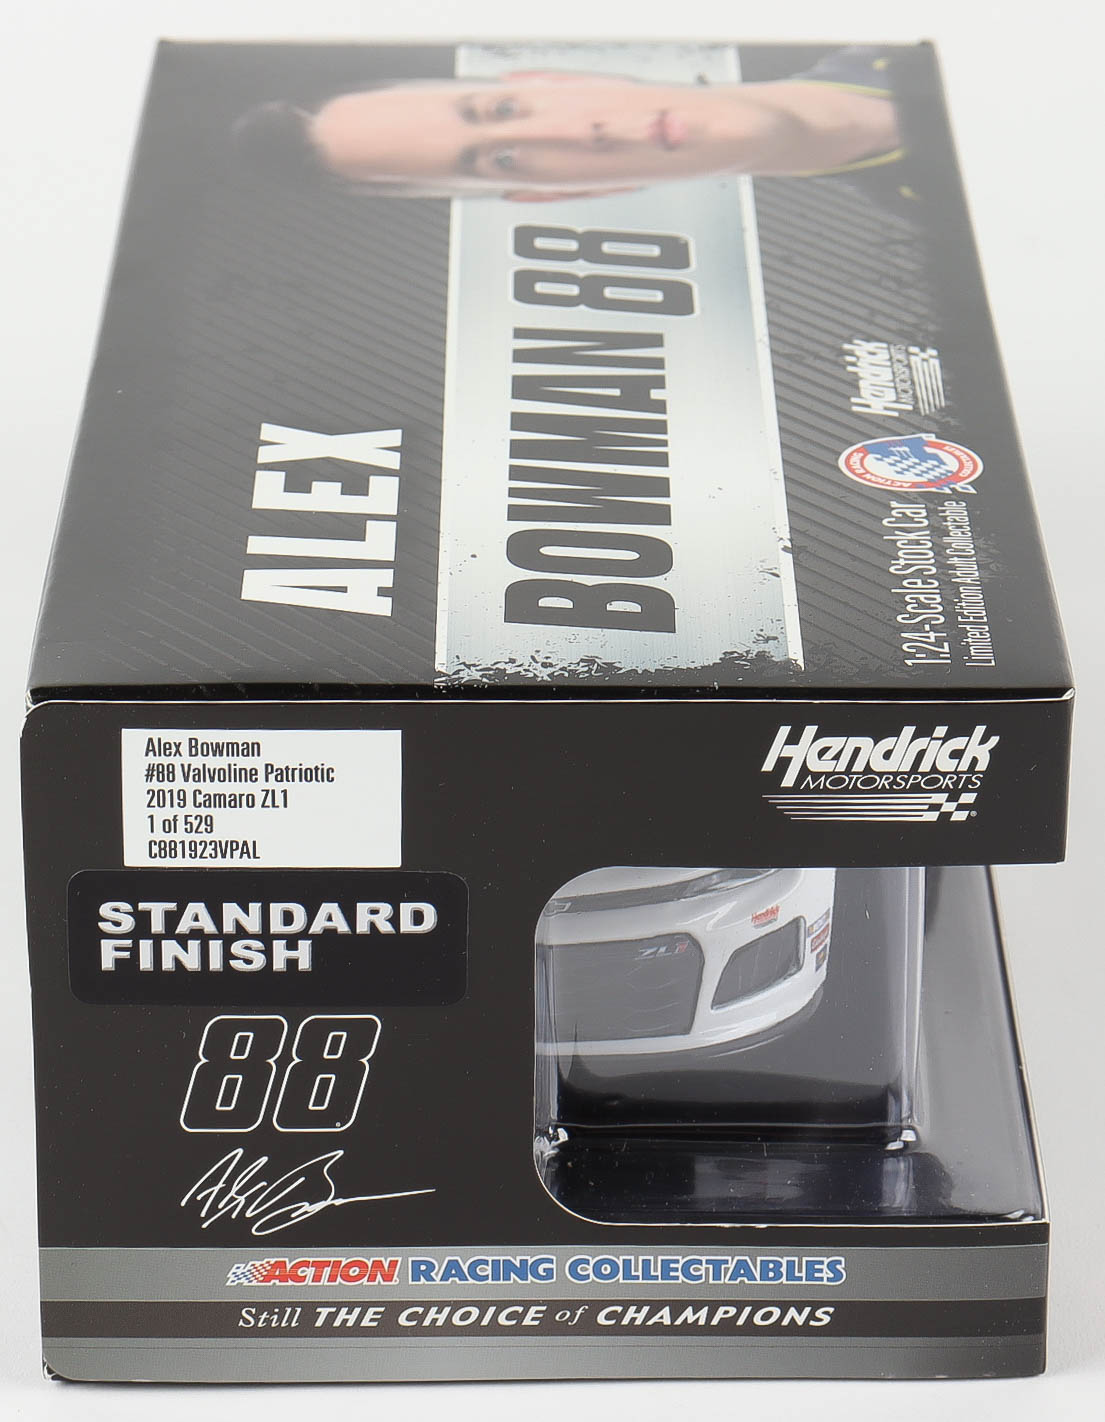 ALEX
BOWMAN 88
1:24-Scale Stock Car
Limited Edition Adult Collectable
Hendrick
MOTORSPORTS
Alex Bowman
#88 Valvoline Patriotic
2019 Camaro ZL1
1 of 529
C881923VPAL
Hendrick
MOTORSPORTS
STANDARD
FINISH
ZL1
Hendrick
88
ACTION RACING COLLECTABLES
Still THE CHOICE of CHAMPIONS